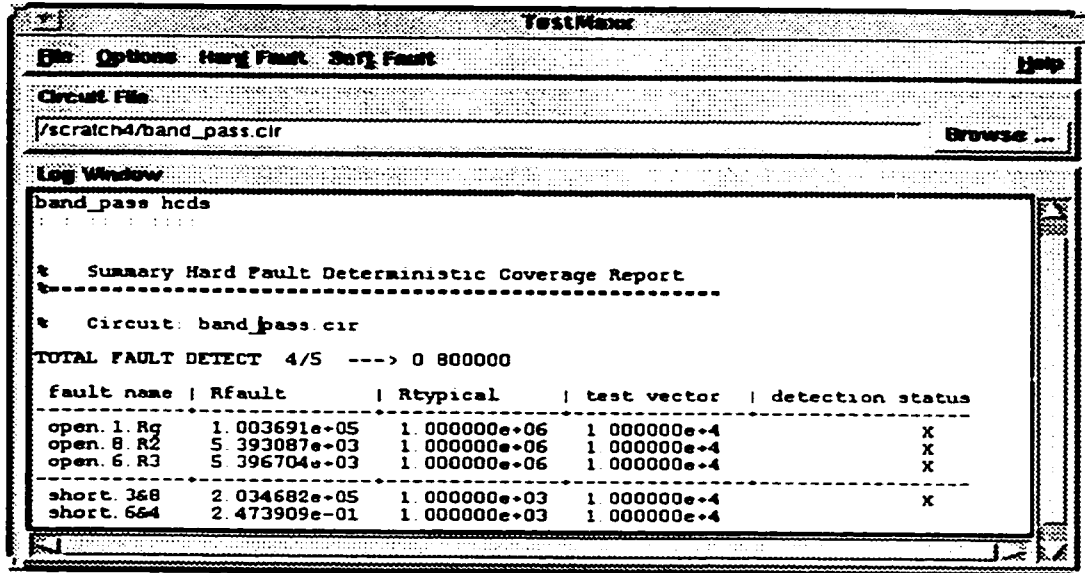 TestMaxx
File Options Hard Fault Soft Fault Help
Circuit File
/scratch4/band_pass.cir Browse ...
Log Window
band_pass hcds
: : : : : : : :
% Summary Hard Fault Deterministic Coverage Report
%----------------------------------------------------------
% Circuit: band_pass.cir
TOTAL FAULT DETECT 4/5 ---> 0 800000
fault name | Rfault | Rtypical | test vector | detection status
open.1.Rg 1.003691e+05 1.000000e+06 1 000000e+4 X
open.8.R2 5 393087e+03 1.000000e+06 1 000000e+4 X
open.6.R3 5 396704e+03 1 000000e+06 1 000000e+4 X
short.3&8 2 034682e+05 1 000000e+03 1 000000e+4 X
short.6&4 2.473909e-01 1.000000e+03 1 000000e+4